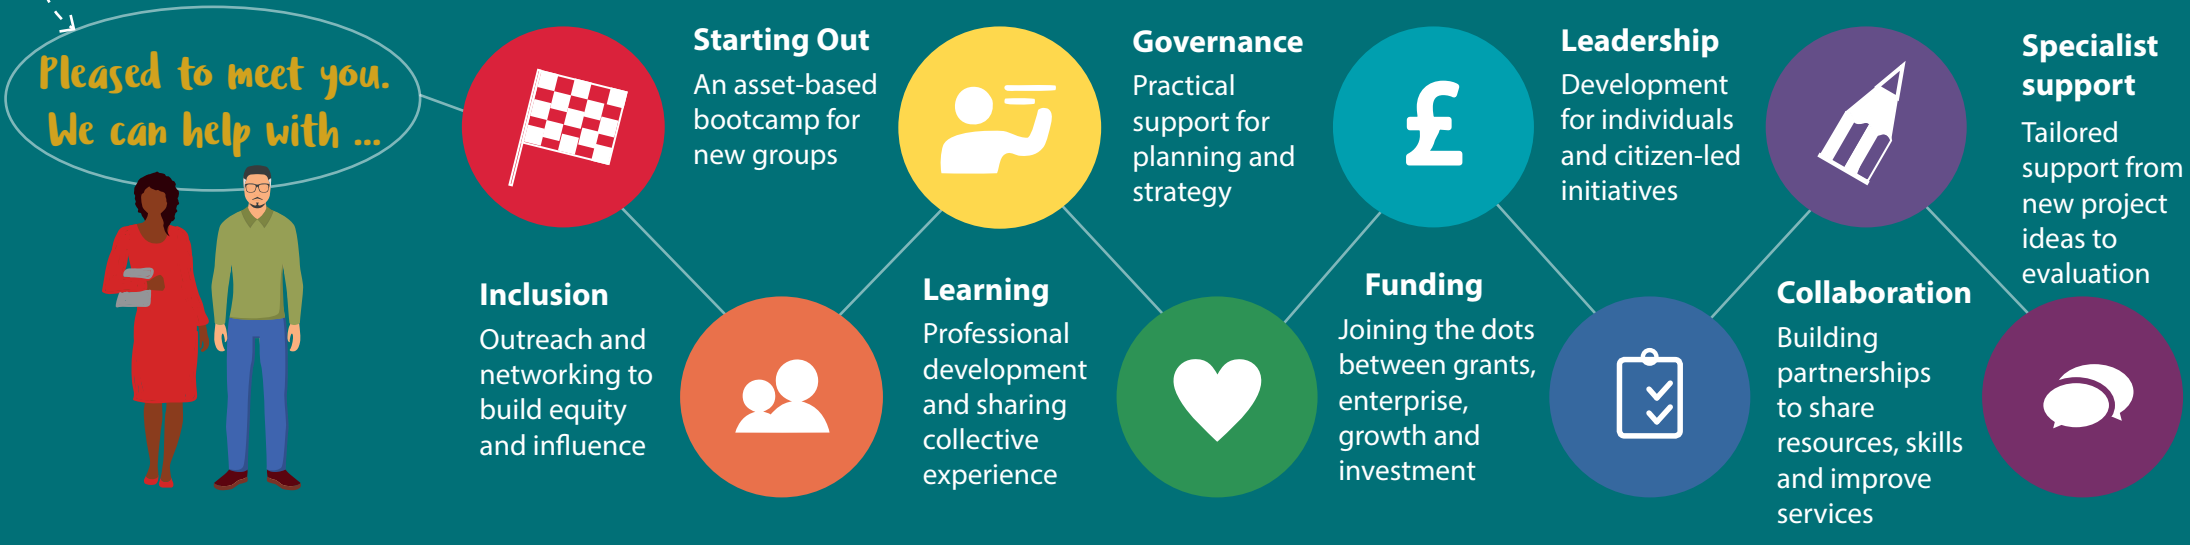 Pleased to meet you.
We can help with ...
Starting Out
An asset-based
bootcamp for
new groups
Inclusion
Outreach and
networking to
build equity
and influence
Governance
Practical
support for
planning and
strategy
Learning
Professional
development
and sharing
collective
experience
£
Leadership
Development
for individuals
and citizen-led
initiatives
Funding
Joining the dots
between grants,
enterprise,
growth and
investment
Specialist
support
Tailored
support from
new project
ideas to
evaluation
Collaboration
Building
partnerships
to share
resources, skills
and improve
services